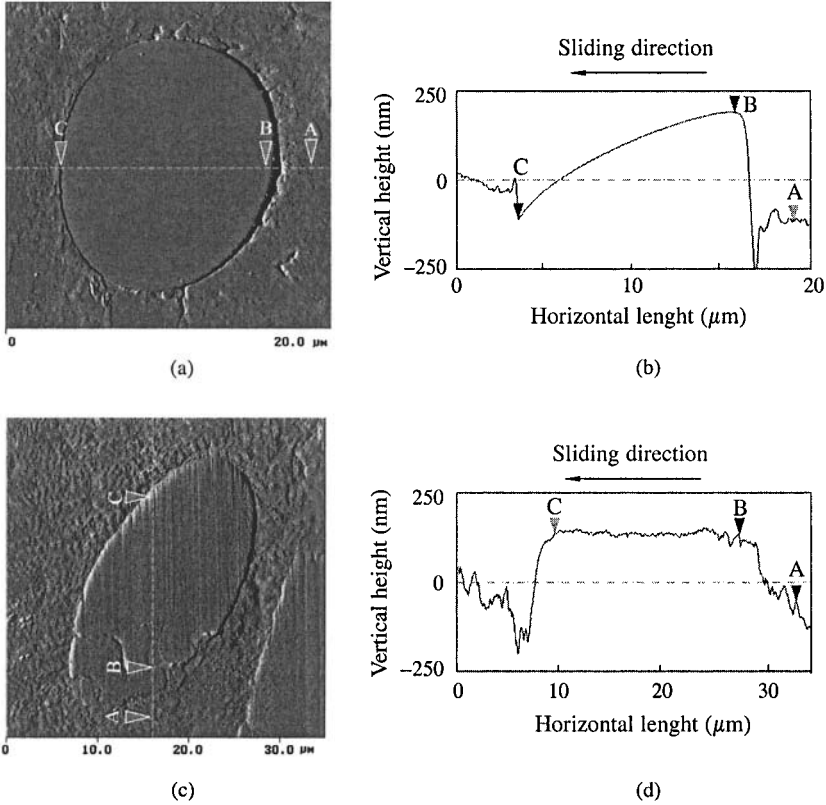 C
B
A
0
20.0 µM
(a)
Sliding direction
250
0
−250
Vertical height (nm)
C
B
A
0
10
20
Horizontal lenght (µm)
(b)
C
B
A
0
10.0
20.0
30.0
µM
(c)
Sliding direction
250
0
−250
Vertical height (nm)
C
B
A
0
10
20
30
Horizontal lenght (µm)
(d)